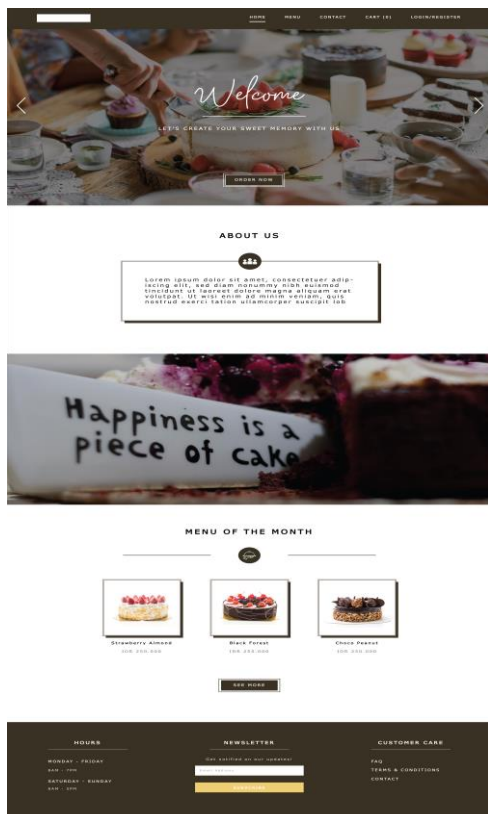 HOME MENU CONTACT CART (0) LOGIN/REGISTER
Welcome
LET'S CREATE YOUR SWEET MEMORY WITH US
ORDER NOW
ABOUT US
Lorem ipsum dolor sit amet, consectetuer adip-
iscing elit, sed diam nonummy nibh euismod
tincidunt ut laoreet dolore magna aliquam erat
volutpat. Ut wisi enim ad minim veniam, quis
nostrud exerci tation ullamcorper suscipit lob
Happiness is a
piece of cake
MENU OF THE MONTH
Strawberry Almond Black Forest Choco Peanut
SEE MORE
HOURS NEWSLETTER CUSTOMER CARE
MONDAY - FRIDAY Get notified on our updates! FAQ
TERMS & CONDITIONS
SATURDAY - SUNDAY SUBSCRIBE CONTACT